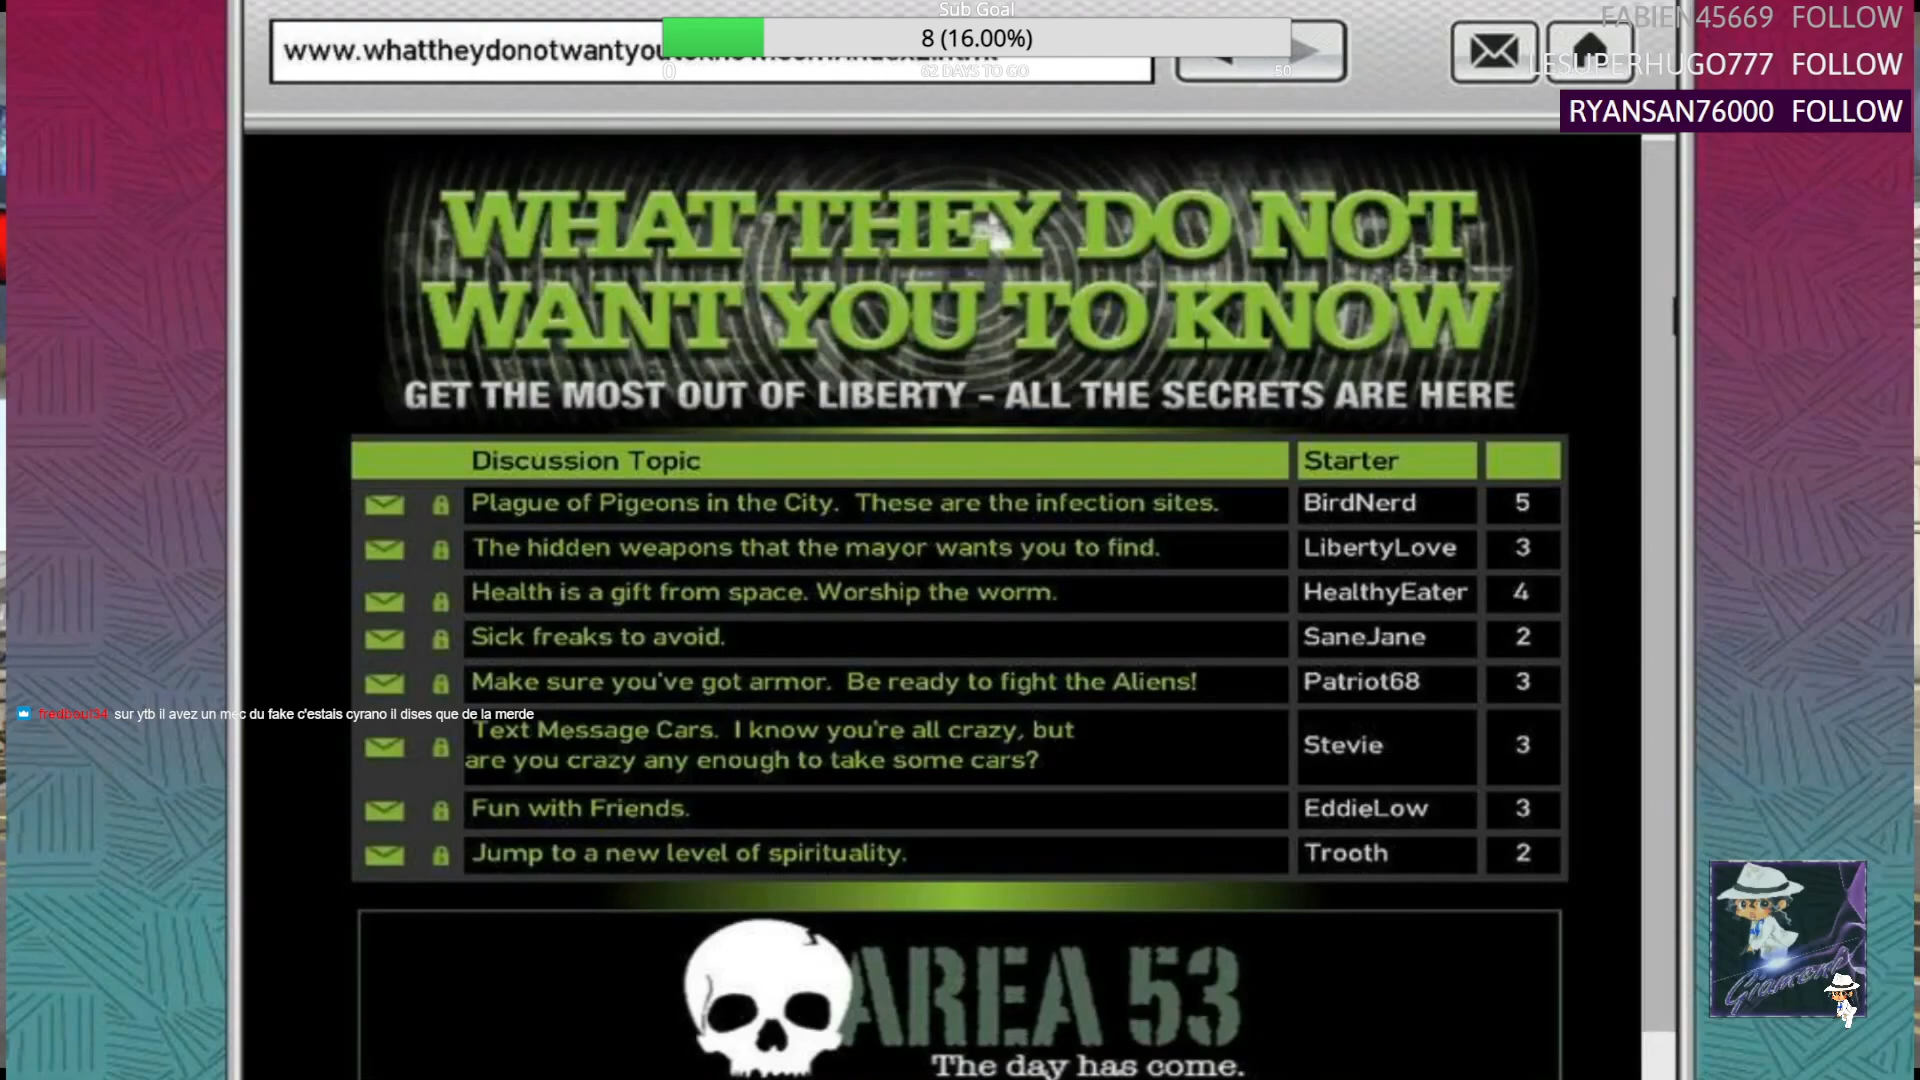 Sub Goal
8 (16.00%)
0
62 DAYS TO GO
50
FABIEN45669 FOLLOW
LESUPERHUGO777 FOLLOW
RYANSAN76000 FOLLOW
www.whattheydonotwantyou
WHAT THEY DO NOT
WANT YOU TO KNOW
GET THE MOST OUT OF LIBERTY - ALL THE SECRETS ARE HERE
Discussion Topic Starter
Plague of Pigeons in the City. These are the infection sites. BirdNerd 5
The hidden weapons that the mayor wants you to find. LibertyLove 3
Health is a gift from space. Worship the worm. HealthyEater 4
Sick freaks to avoid. SaneJane 2
Make sure you've got armor. Be ready to fight the Aliens! Patriot68 3
fredbour34 sur ytb il avez un mec du fake c'estais cyrano il dises que de la merde
Text Message Cars. I know you're all crazy, but
are you crazy any enough to take some cars? Stevie 3
Fun with Friends. EddieLow 3
Jump to a new level of spirituality. Trooth 2
AREA 53
The day has come.